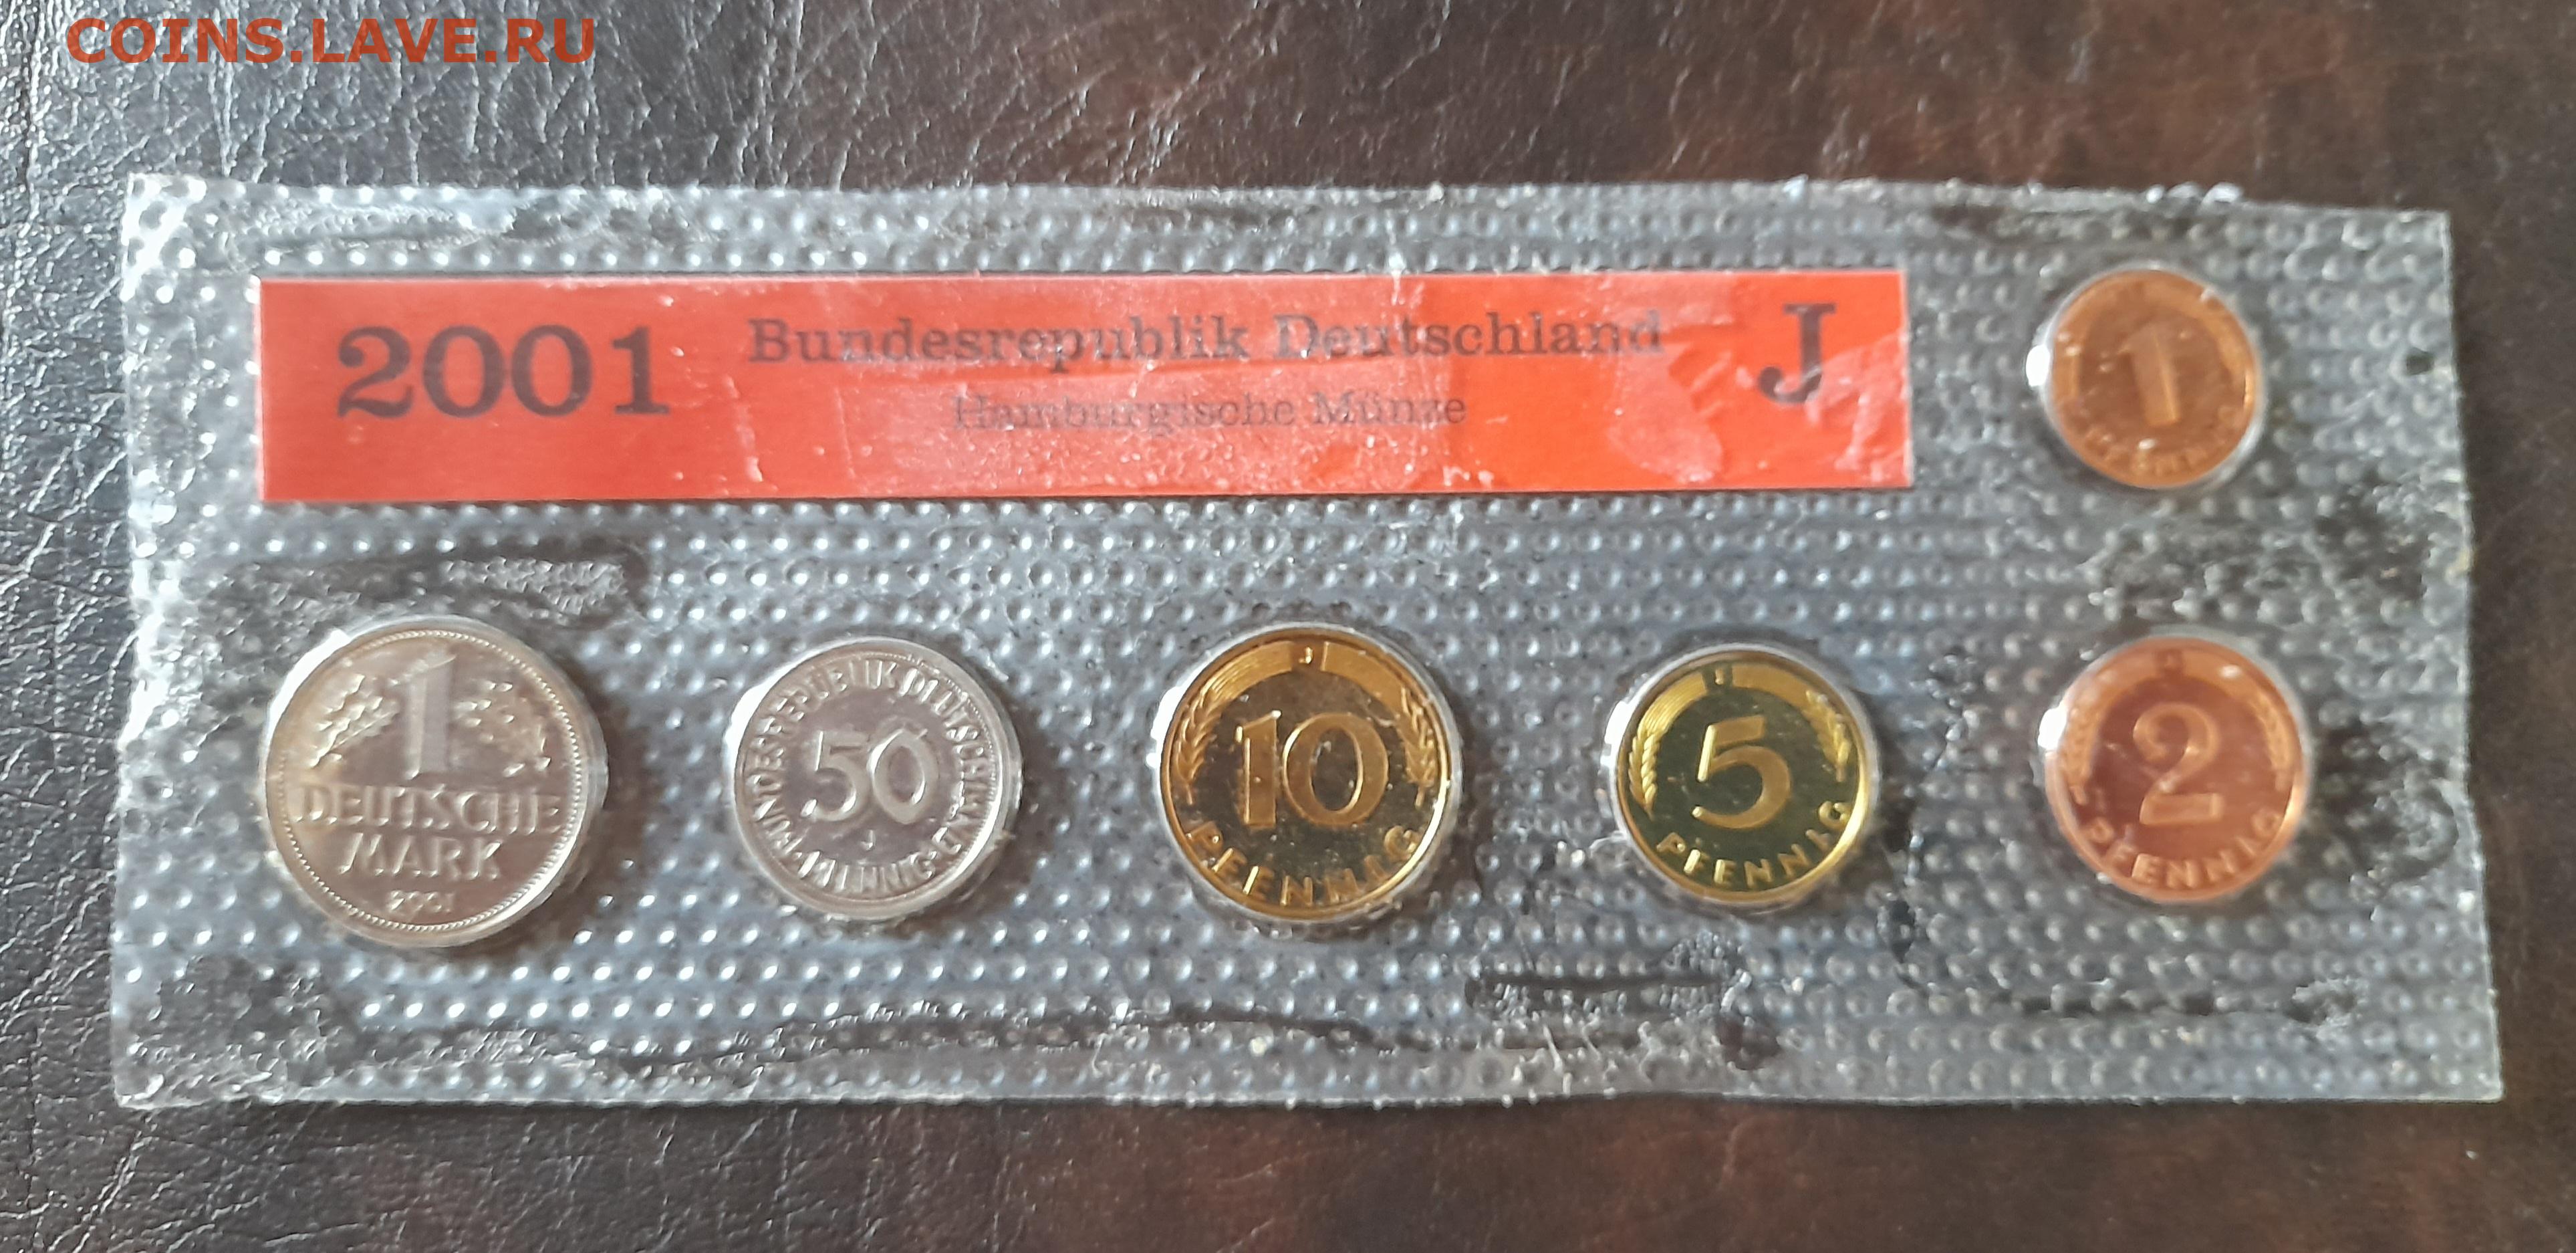 COINS.LAVE.RU
2001 Bundesrepublik Deutschland J
Hamburgische Münze
1
PFENNIG
1
DEUTSCHE
MARK
2001
BUNDESREPUBLIK DEUTSCHLAND
50
J
PFENNIG
J
10
PFENNIG
J
5
PFENNIG
J
2
PFENNIG